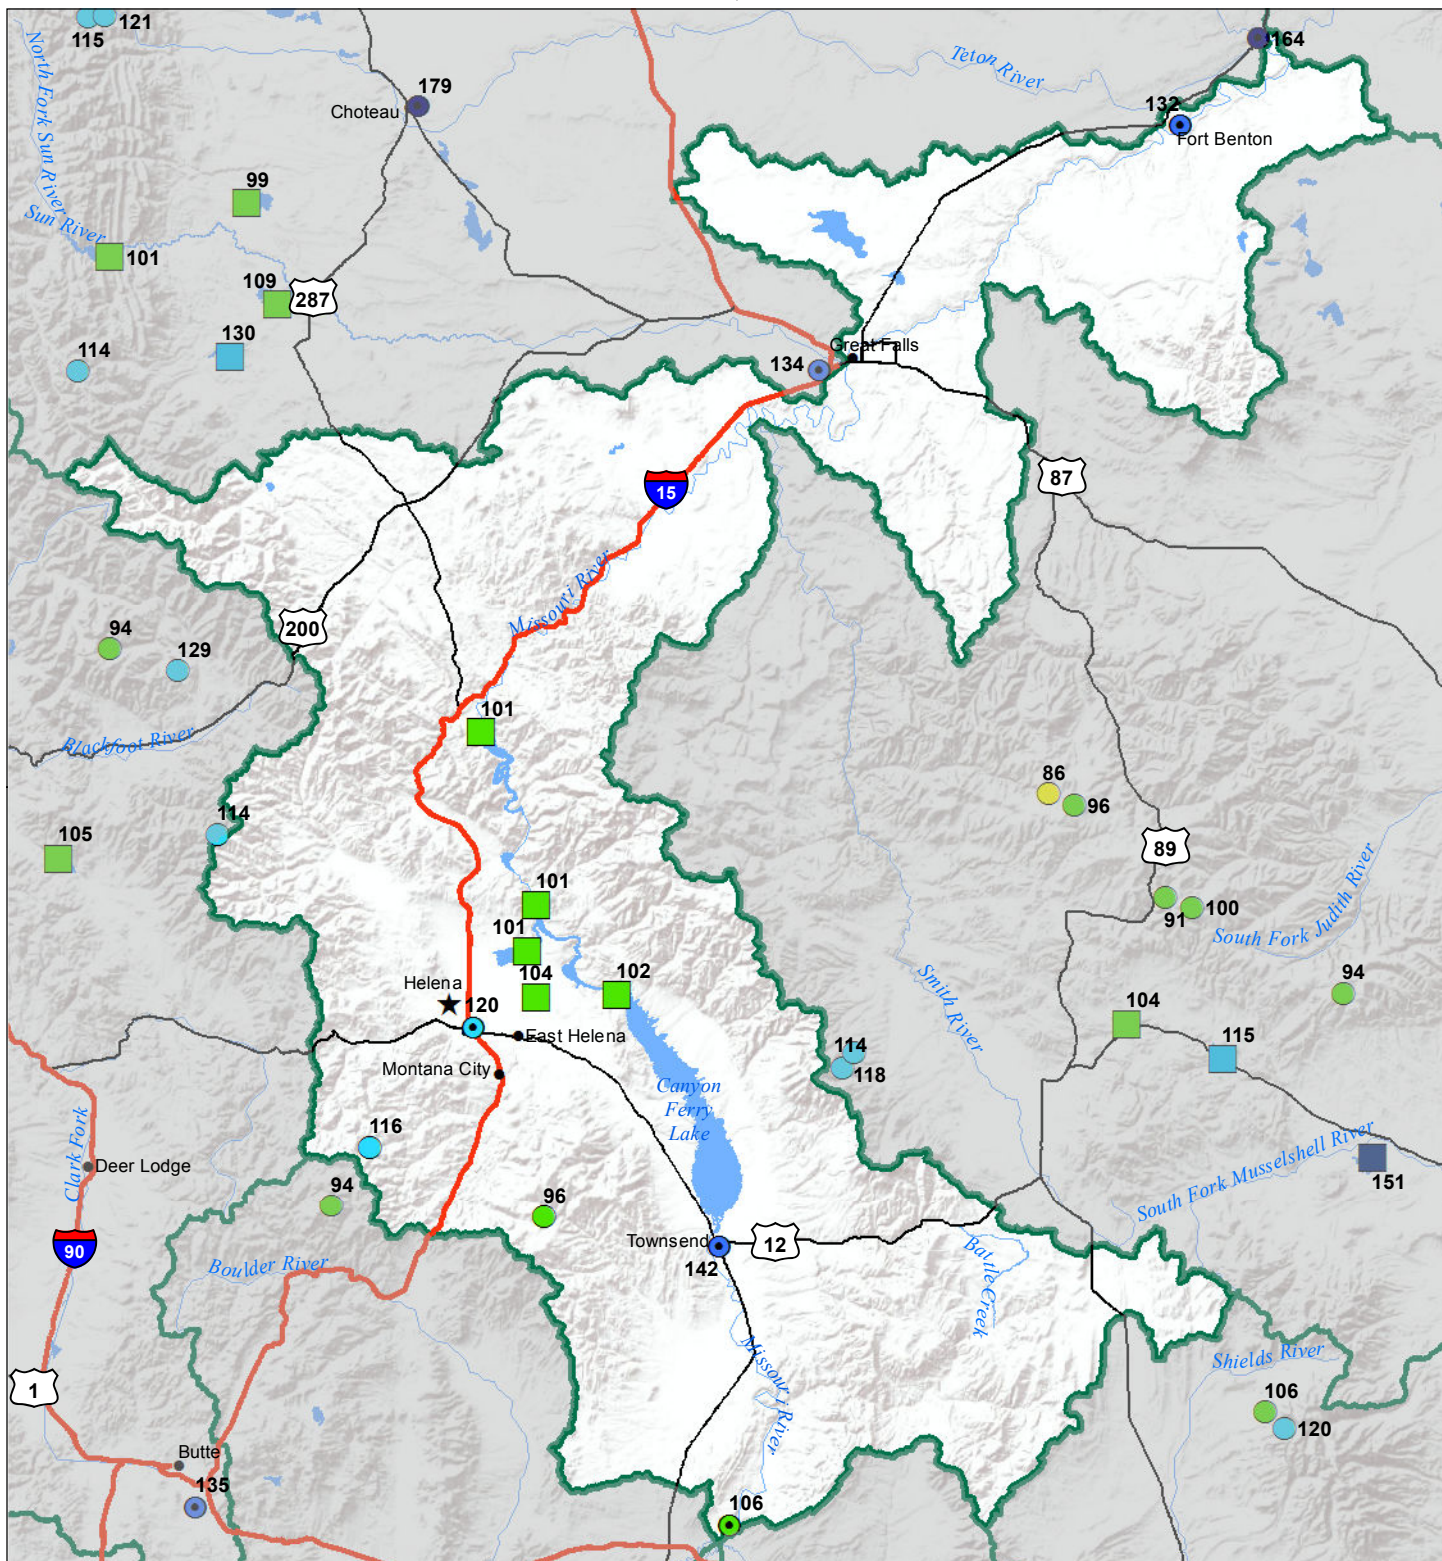 121
115
164
North Fork Sun River
Teton River
179
Choteau
132
Fort Benton
99
Sun River
101
109
287
130
114
134
Great Falls
87
15
Missouri River
200
94
129
Blackfoot River
101
86
96
114
105
89
101
91
100
South Fork Judith River
101
104
102
94
Helena
120
East Helena
Smith River
104
114
118
115
Montana City
Canyon
Ferry
Lake
116
Clark Fork
Deer Lodge
South Fork Musselshell River
151
94
96
90
Boulder River
Townsend
142
12
Battle Creek
Missouri River
Shields River
1
106
120
Butte
135
106